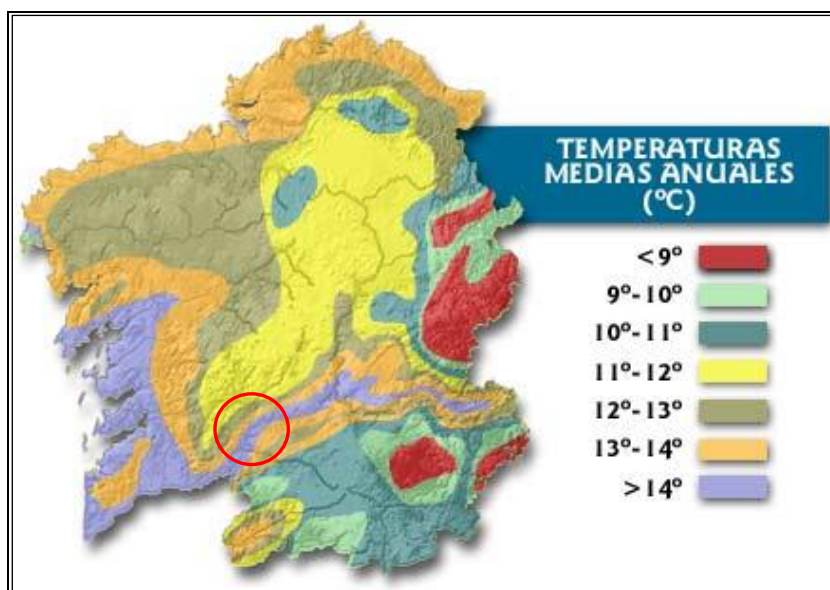 TEMPERATURAS
MEDIAS ANUALES
(ºC)
<9º
9º-10º
10º-11º
11º-12º
12º-13º
13º-14º
>14º